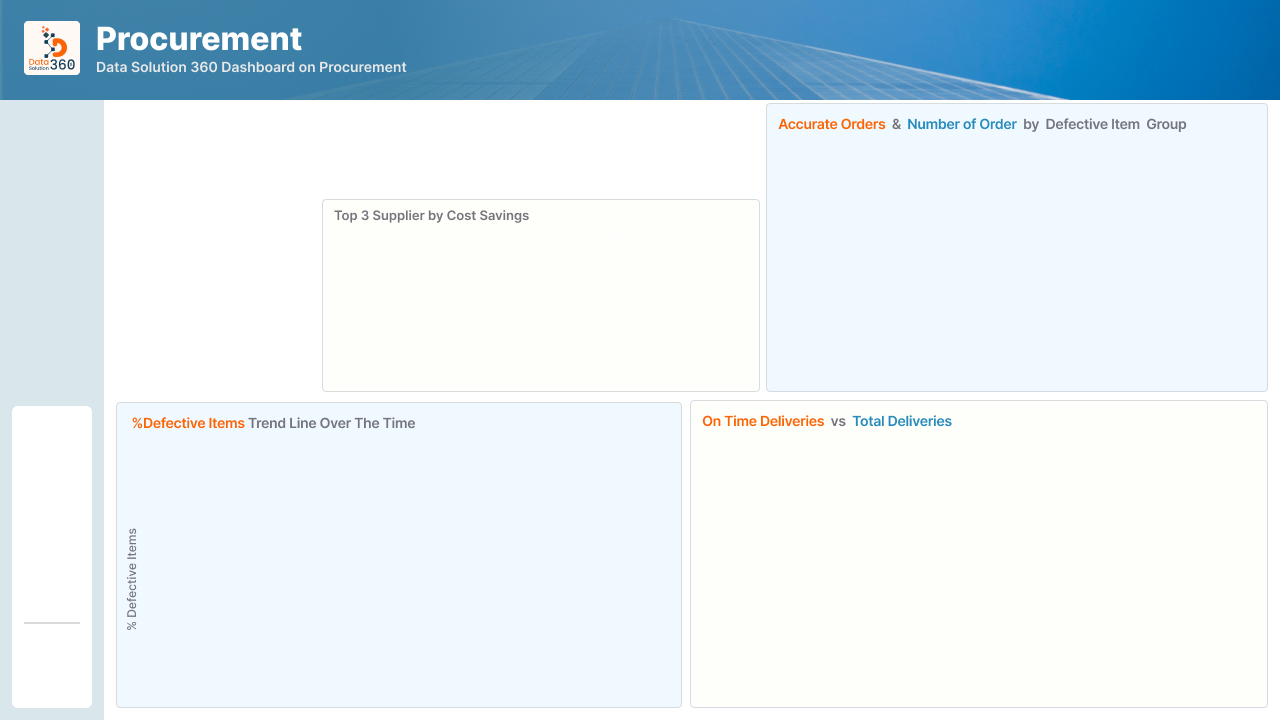 Data
Solution 360
Procurement
Data Solution 360 Dashboard on Procurement
Accurate Orders & Number of Order by Defective Item Group
Top 3 Supplier by Cost Savings
%Defective Items Trend Line Over The Time
% Defective Items
On Time Deliveries vs Total Deliveries